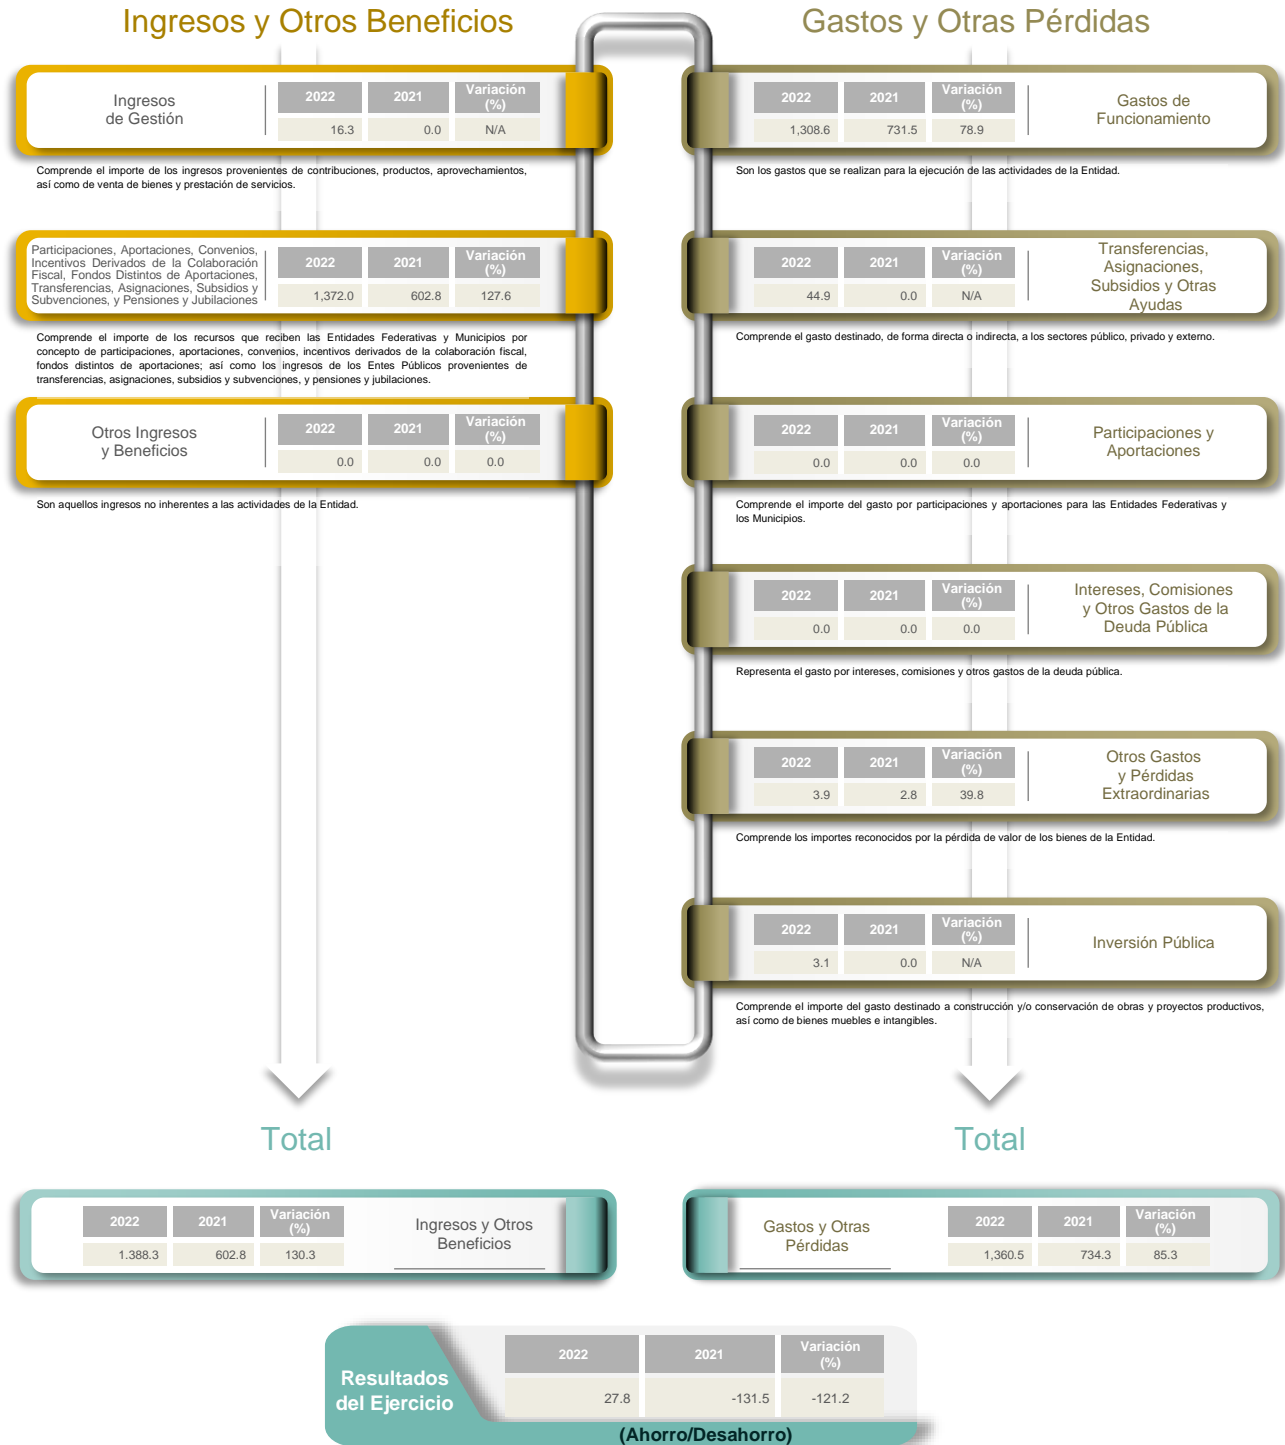 Ingresos y Otros Beneficios
Ingresos
de Gestión
2022 2021 Variación
(%)
16.3 0.0 N/A
Comprende el importe de los ingresos provenientes de contribuciones, productos, aprovechamientos,
así como de venta de bienes y prestación de servicios.
Participaciones, Aportaciones, Convenios,
Incentivos Derivados de la Colaboración
Fiscal, Fondos Distintos de Aportaciones,
Transferencias, Asignaciones, Subsidios y
Subvenciones, y Pensiones y Jubilaciones
2022 2021 Variación
(%)
1,372.0 602.8 127.6
Comprende el importe de los recursos que reciben las Entidades Federativas y Municipios por
concepto de participaciones, aportaciones, convenios, incentivos derivados de la colaboración fiscal,
fondos distintos de aportaciones; así como los ingresos de los Entes Públicos provenientes de
transferencias, asignaciones, subsidios y subvenciones, y pensiones y jubilaciones.
Otros Ingresos
y Beneficios
2022 2021 Variación
(%)
0.0 0.0 0.0
Son aquellos ingresos no inherentes a las actividades de la Entidad.
Gastos y Otras Pérdidas
2022 2021 Variación
(%)
1,308.6 731.5 78.9
Gastos de
Funcionamiento
Son los gastos que se realizan para la ejecución de las actividades de la Entidad.
2022 2021 Variación
(%)
44.9 0.0 N/A
Transferencias,
Asignaciones,
Subsidios y Otras
Ayudas
Comprende el gasto destinado, de forma directa o indirecta, a los sectores público, privado y externo.
2022 2021 Variación
(%)
0.0 0.0 0.0
Participaciones y
Aportaciones
Comprende el importe del gasto por participaciones y aportaciones para las Entidades Federativas y
los Municipios.
2022 2021 Variación
(%)
0.0 0.0 0.0
Intereses, Comisiones
y Otros Gastos de la
Deuda Pública
Representa el gasto por intereses, comisiones y otros gastos de la deuda pública.
2022 2021 Variación
(%)
3.9 2.8 39.8
Otros Gastos
y Pérdidas
Extraordinarias
Comprende los importes reconocidos por la pérdida de valor de los bienes de la Entidad.
2022 2021 Variación
(%)
3.1 0.0 N/A
Inversión Pública
Comprende el importe del gasto destinado a construcción y/o conservación de obras y proyectos productivos,
así como de bienes muebles e intangibles.
Total
2022 2021 Variación
(%)
1.388.3 602.8 130.3
Ingresos y Otros
Beneficios
Total
Gastos y Otras
Pérdidas
2022 2021 Variación
(%)
1,360.5 734.3 85.3
Resultados
del Ejercicio
2022 2021 Variación
(%)
27.8 -131.5 -121.2
(Ahorro/Desahorro)